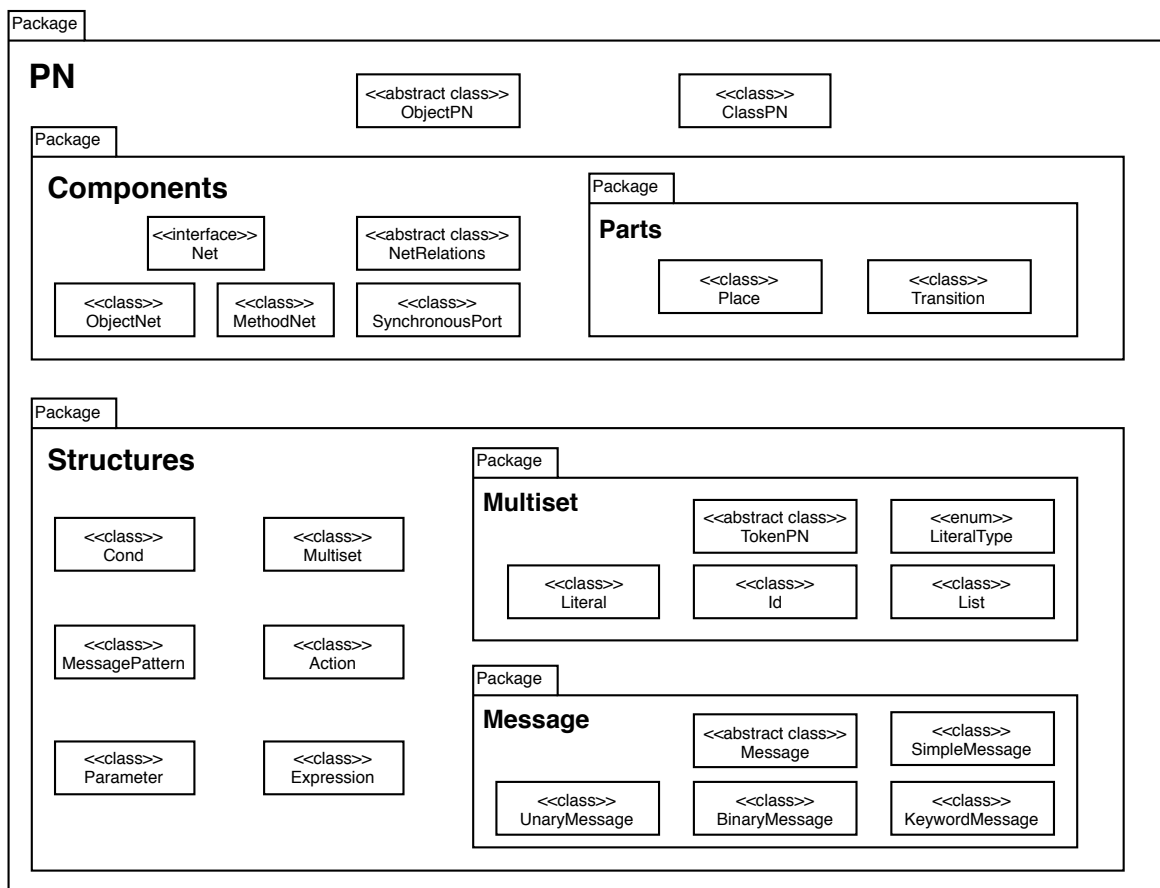 Package
PN
<<abstract class>>
ObjectPN
<<class>>
ClassPN
Package
Components
<<interface>>
Net
<<abstract class>>
NetRelations
<<class>>
ObjectNet
<<class>>
MethodNet
<<class>>
SynchronousPort
Package
Parts
<<class>>
Place
<<class>>
Transition
Package
Structures
<<class>>
Cond
<<class>>
Multiset
<<class>>
MessagePattern
<<class>>
Action
<<class>>
Parameter
<<class>>
Expression
Package
Multiset
<<abstract class>>
TokenPN
<<enum>>
LiteralType
<<class>>
Literal
<<class>>
Id
<<class>>
List
Package
Message
<<abstract class>>
Message
<<class>>
SimpleMessage
<<class>>
UnaryMessage
<<class>>
BinaryMessage
<<class>>
KeywordMessage